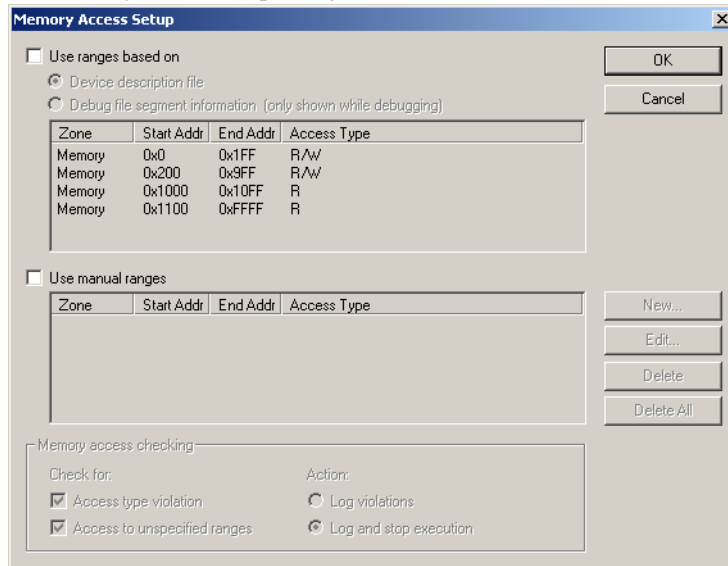 Memory Access Setup
Use ranges based on
Device description file
Debug file segment information (only shown while debugging)
Zone Start Addr End Addr Access Type
Memory 0x0 0x1FF R/W
Memory 0x200 0x9FF R/W
Memory 0x1000 0x10FF R
Memory 0x1100 0xFFFF R
OK
Cancel
Use manual ranges
Zone Start Addr End Addr Access Type
New...
Edit...
Delete
Delete All
Memory access checking
Check for: Action:
Access type violation Log violations
Access to unspecified ranges Log and stop execution